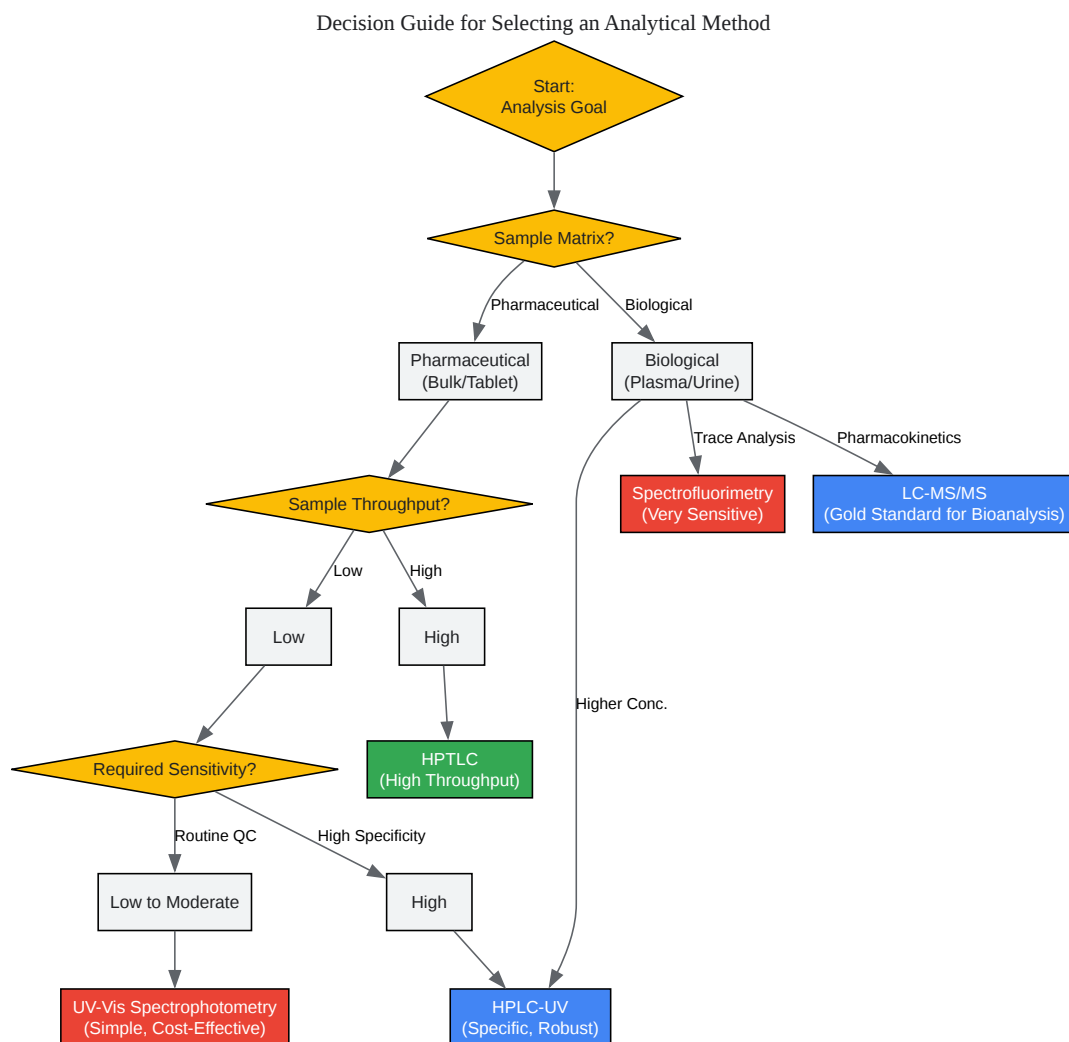 Decision Guide for Selecting an Analytical Method
Start:
Analysis Goal
Sample Matrix?
Pharmaceutical
Biological
Pharmaceutical
(Bulk/Tablet)
Biological
(Plasma/Urine)
Trace Analysis
Pharmacokinetics
Sample Throughput?
Spectrofluorimetry
(Very Sensitive)
LC-MS/MS
(Gold Standard for Bioanalysis)
Low
High
Low
High
Higher Conc.
Required Sensitivity?
HPTLC
(High Throughput)
Routine QC
High Specificity
Low to Moderate
High
UV-Vis Spectrophotometry
(Simple, Cost-Effective)
HPLC-UV
(Specific, Robust)